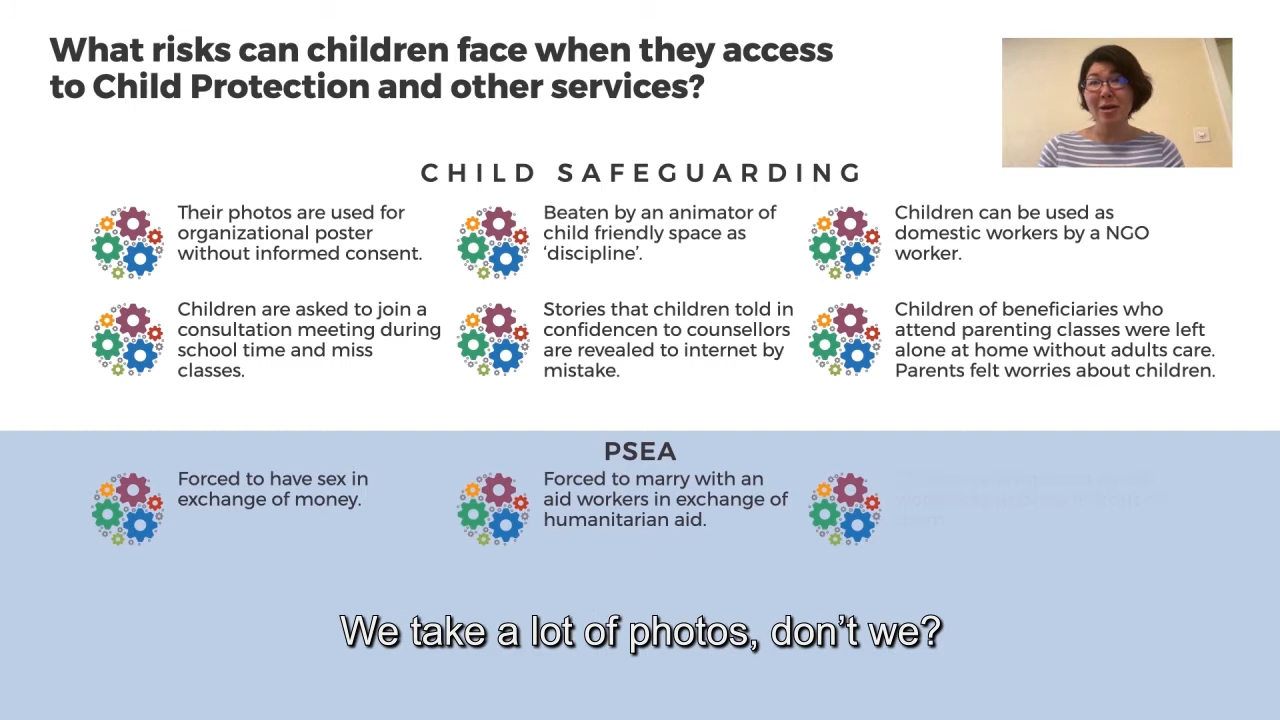 What risks can children face when they access
to Child Protection and other services?
CHILD SAFEGUARDING
Their photos are used for
organizational poster
without informed consent.
Beaten by an animator of
child friendly space as
‘discipline’.
Children can be used as
domestic workers by a NGO
worker.
Children are asked to join a
consultation meeting during
school time and miss
classes.
Stories that children told in
confidencen to counsellors
are revealed to internet by
mistake.
Children of beneficiaries who
attend parenting classes were left
alone at home without adults care.
Parents felt worries about children.
PSEA
Forced to have sex in
exchange of money.
Forced to marry with an
aid workers in exchange of
humanitarian aid.
We take a lot of photos, don’t we?